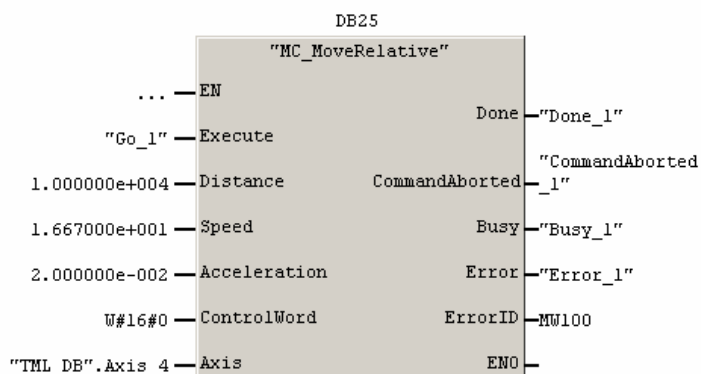 DB25
"MC_MoveRelative"
... EN
Done "Done_1"
"Go_1" Execute
"CommandAborted
1.000000e+004 Distance CommandAborted _1"
1.667000e+001 Speed Busy "Busy_1"
2.000000e-002 Acceleration Error "Error_1"
W#16#0 ControlWord ErrorID MW100
"TML DB".Axis 4 Axis ENO